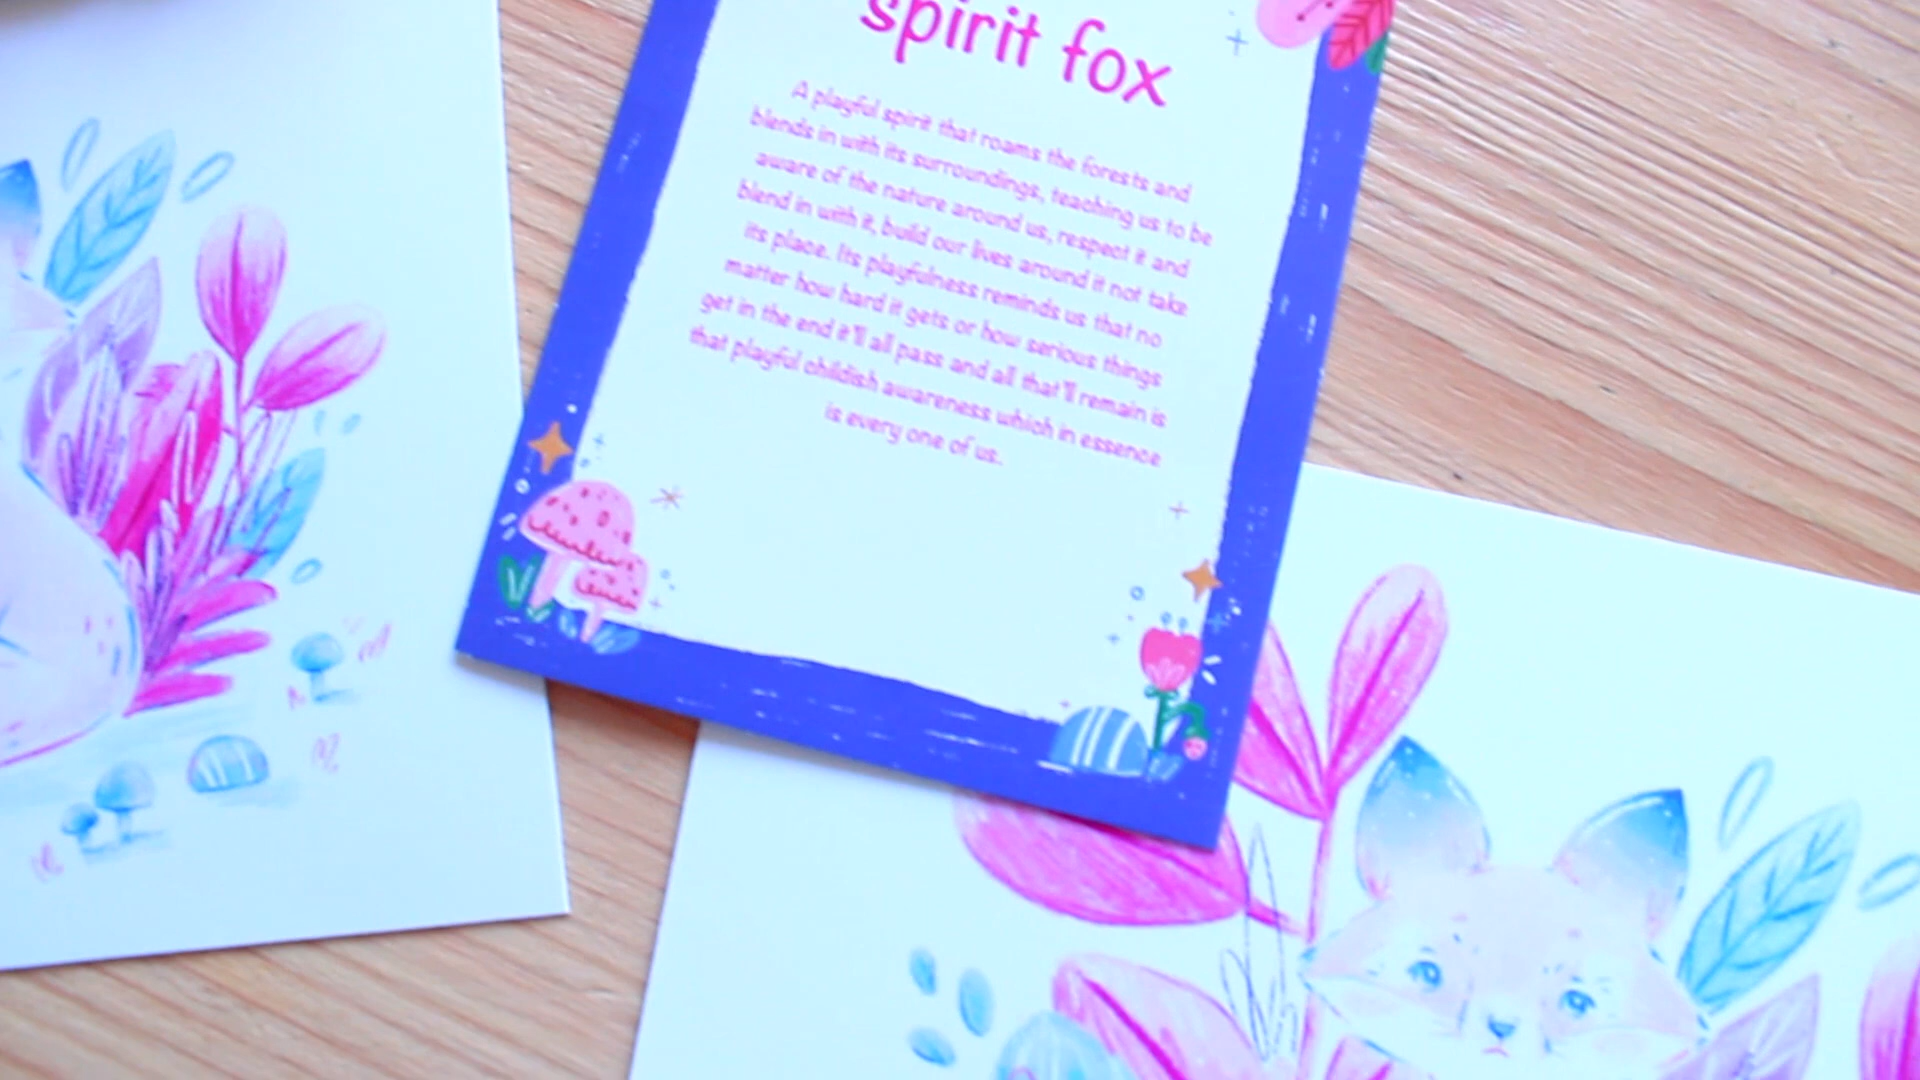 spirit fox
A playful spirit that roams the forests and
blends in with its surroundings, teaching us to be
aware of the nature around us, respect it and
blend in with it, build our lives around it not take
its place. Its playfulness reminds us that no
matter how hard it gets or how serious things
get in the end it'll all pass and all that'll remain is
that playful childish awareness which in essence
is every one of us.